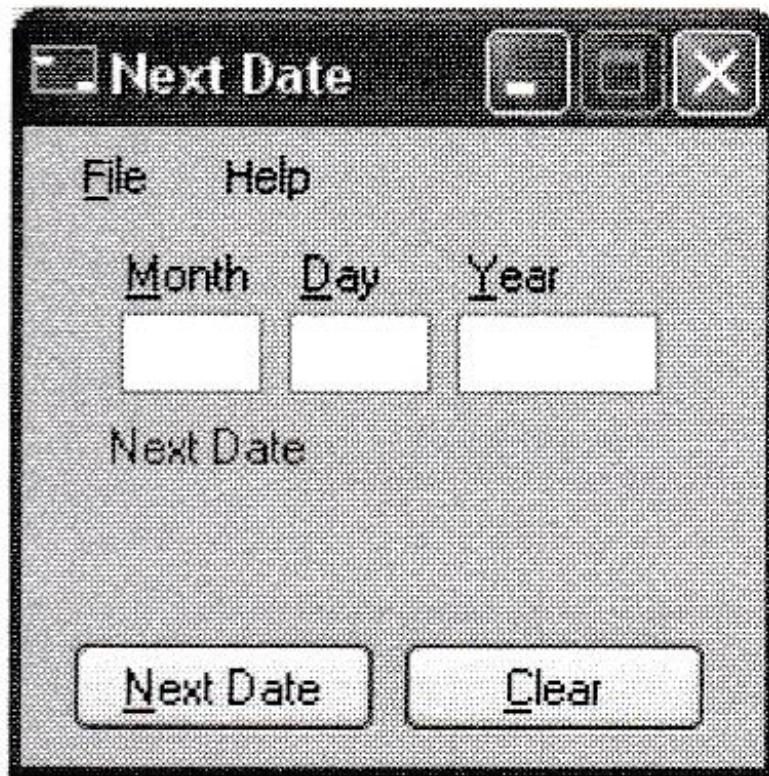 Next Date
File Help
Month Day Year
Next Date
Next Date Clear